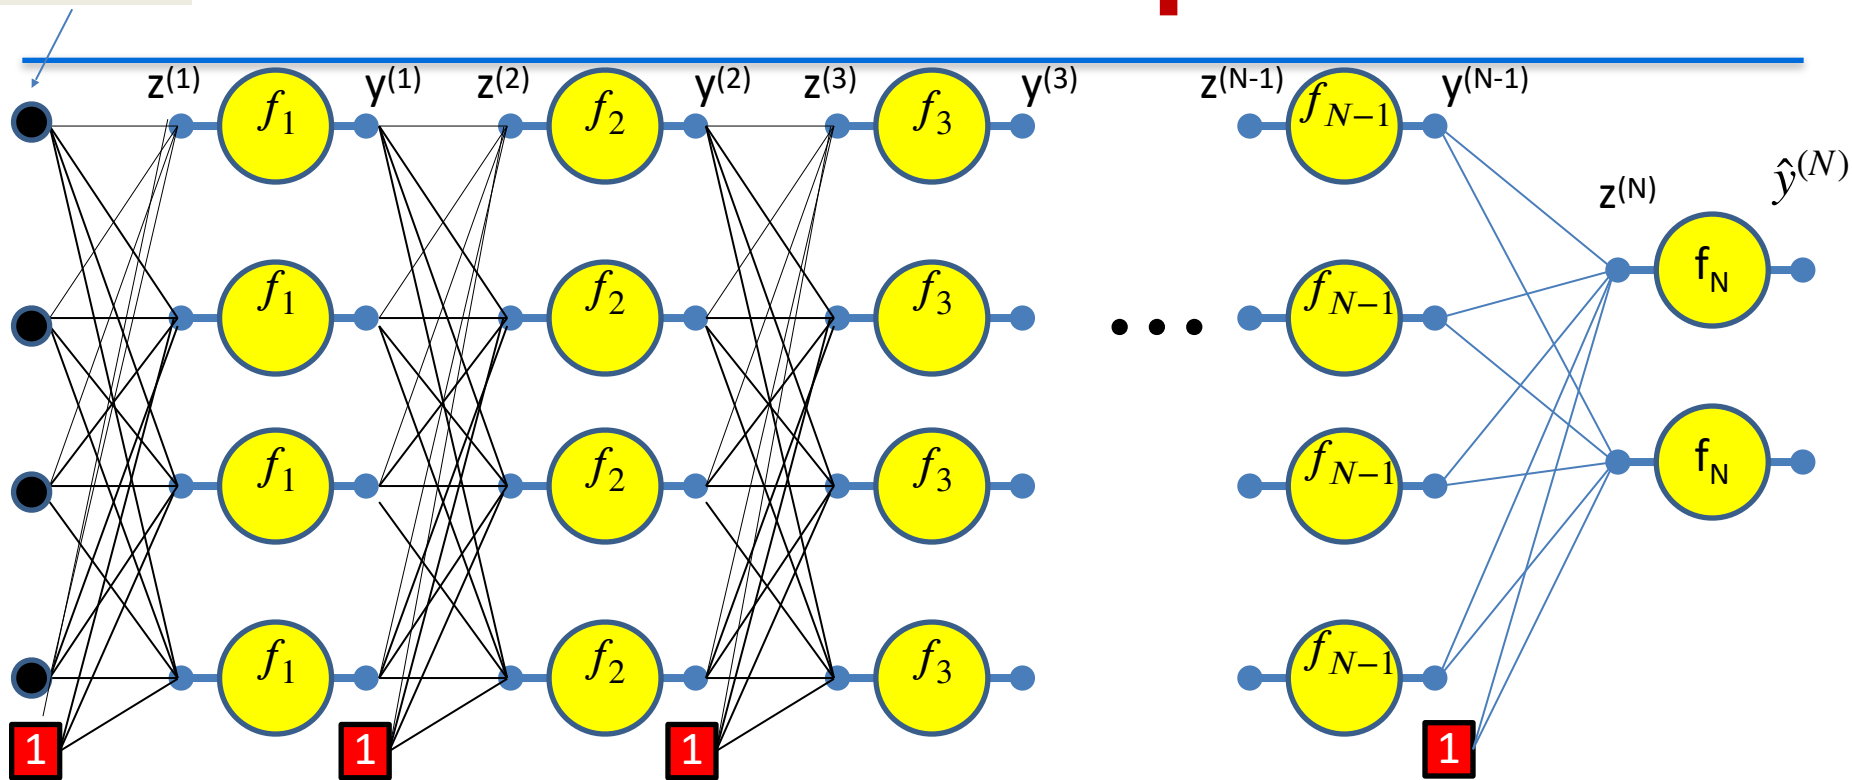 z(1) y(1) z(2) y(2) z(3) y(3) z(N-1) y(N-1)
f1 f2 f3 fN−1
ŷ(N)
z(N)
fN
f1 f2 f3 fN−1
f1 f2 f3 fN−1
fN
f1 f2 f3 fN−1
1 1 1 1